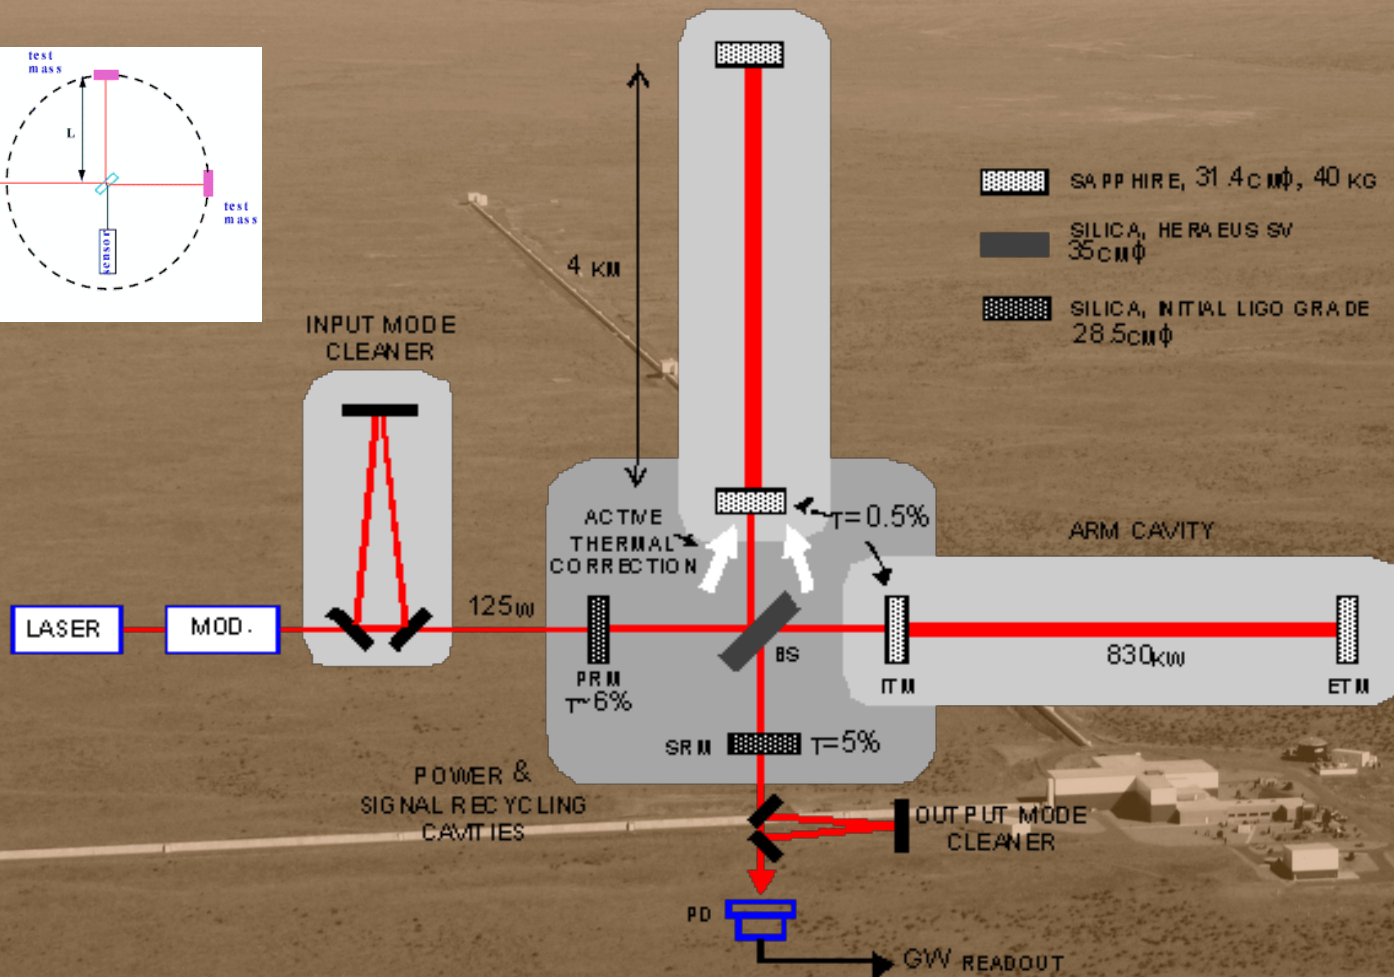 test
mass
L
test
mass
sensor
SAPPHIRE, 31.4CMϕ, 40 KG
SILICA, HERAEUS SV
35CMϕ
SILICA, INITIAL LIGO GRADE
28.5CMϕ
4 KM
INPUT MODE
CLEANER
ACTIVE
THERMAL
CORRECTION
T=0.5%
ARM CAVITY
LASER
MOD.
125W
PRM
T~6%
BS
ITM
830KW
ETM
SRM
T=5%
POWER &
SIGNAL RECYCLING
CAVITIES
OUTPUT MODE
CLEANER
PD
GW READOUT